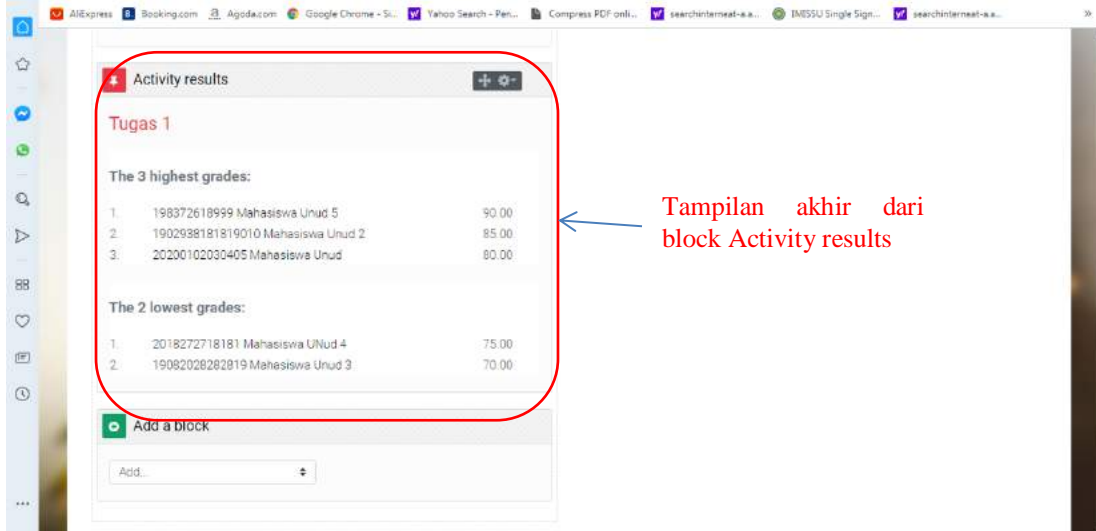 AliExpress Booking.com Agoda.com Google Chrome - Si... Yahoo Search - Pen... Compress PDF onli... searchinterneat-a.a... IMISSU Single Sign... searchinterneat-a.a... »
Activity results
Tugas 1
The 3 highest grades:
1. 198372618999 Mahasiswa Unud 5 90.00
2. 1902938181819010 Mahasiswa Unud 2 85.00
3. 20200102030405 Mahasiswa Unud 80.00
Tampilan akhir dari
block Activity results
The 2 lowest grades:
1. 2018272718181 Mahasiswa UNud 4 75.00
2. 19082028282819 Mahasiswa Unud 3 70.00
Add a block
Add...